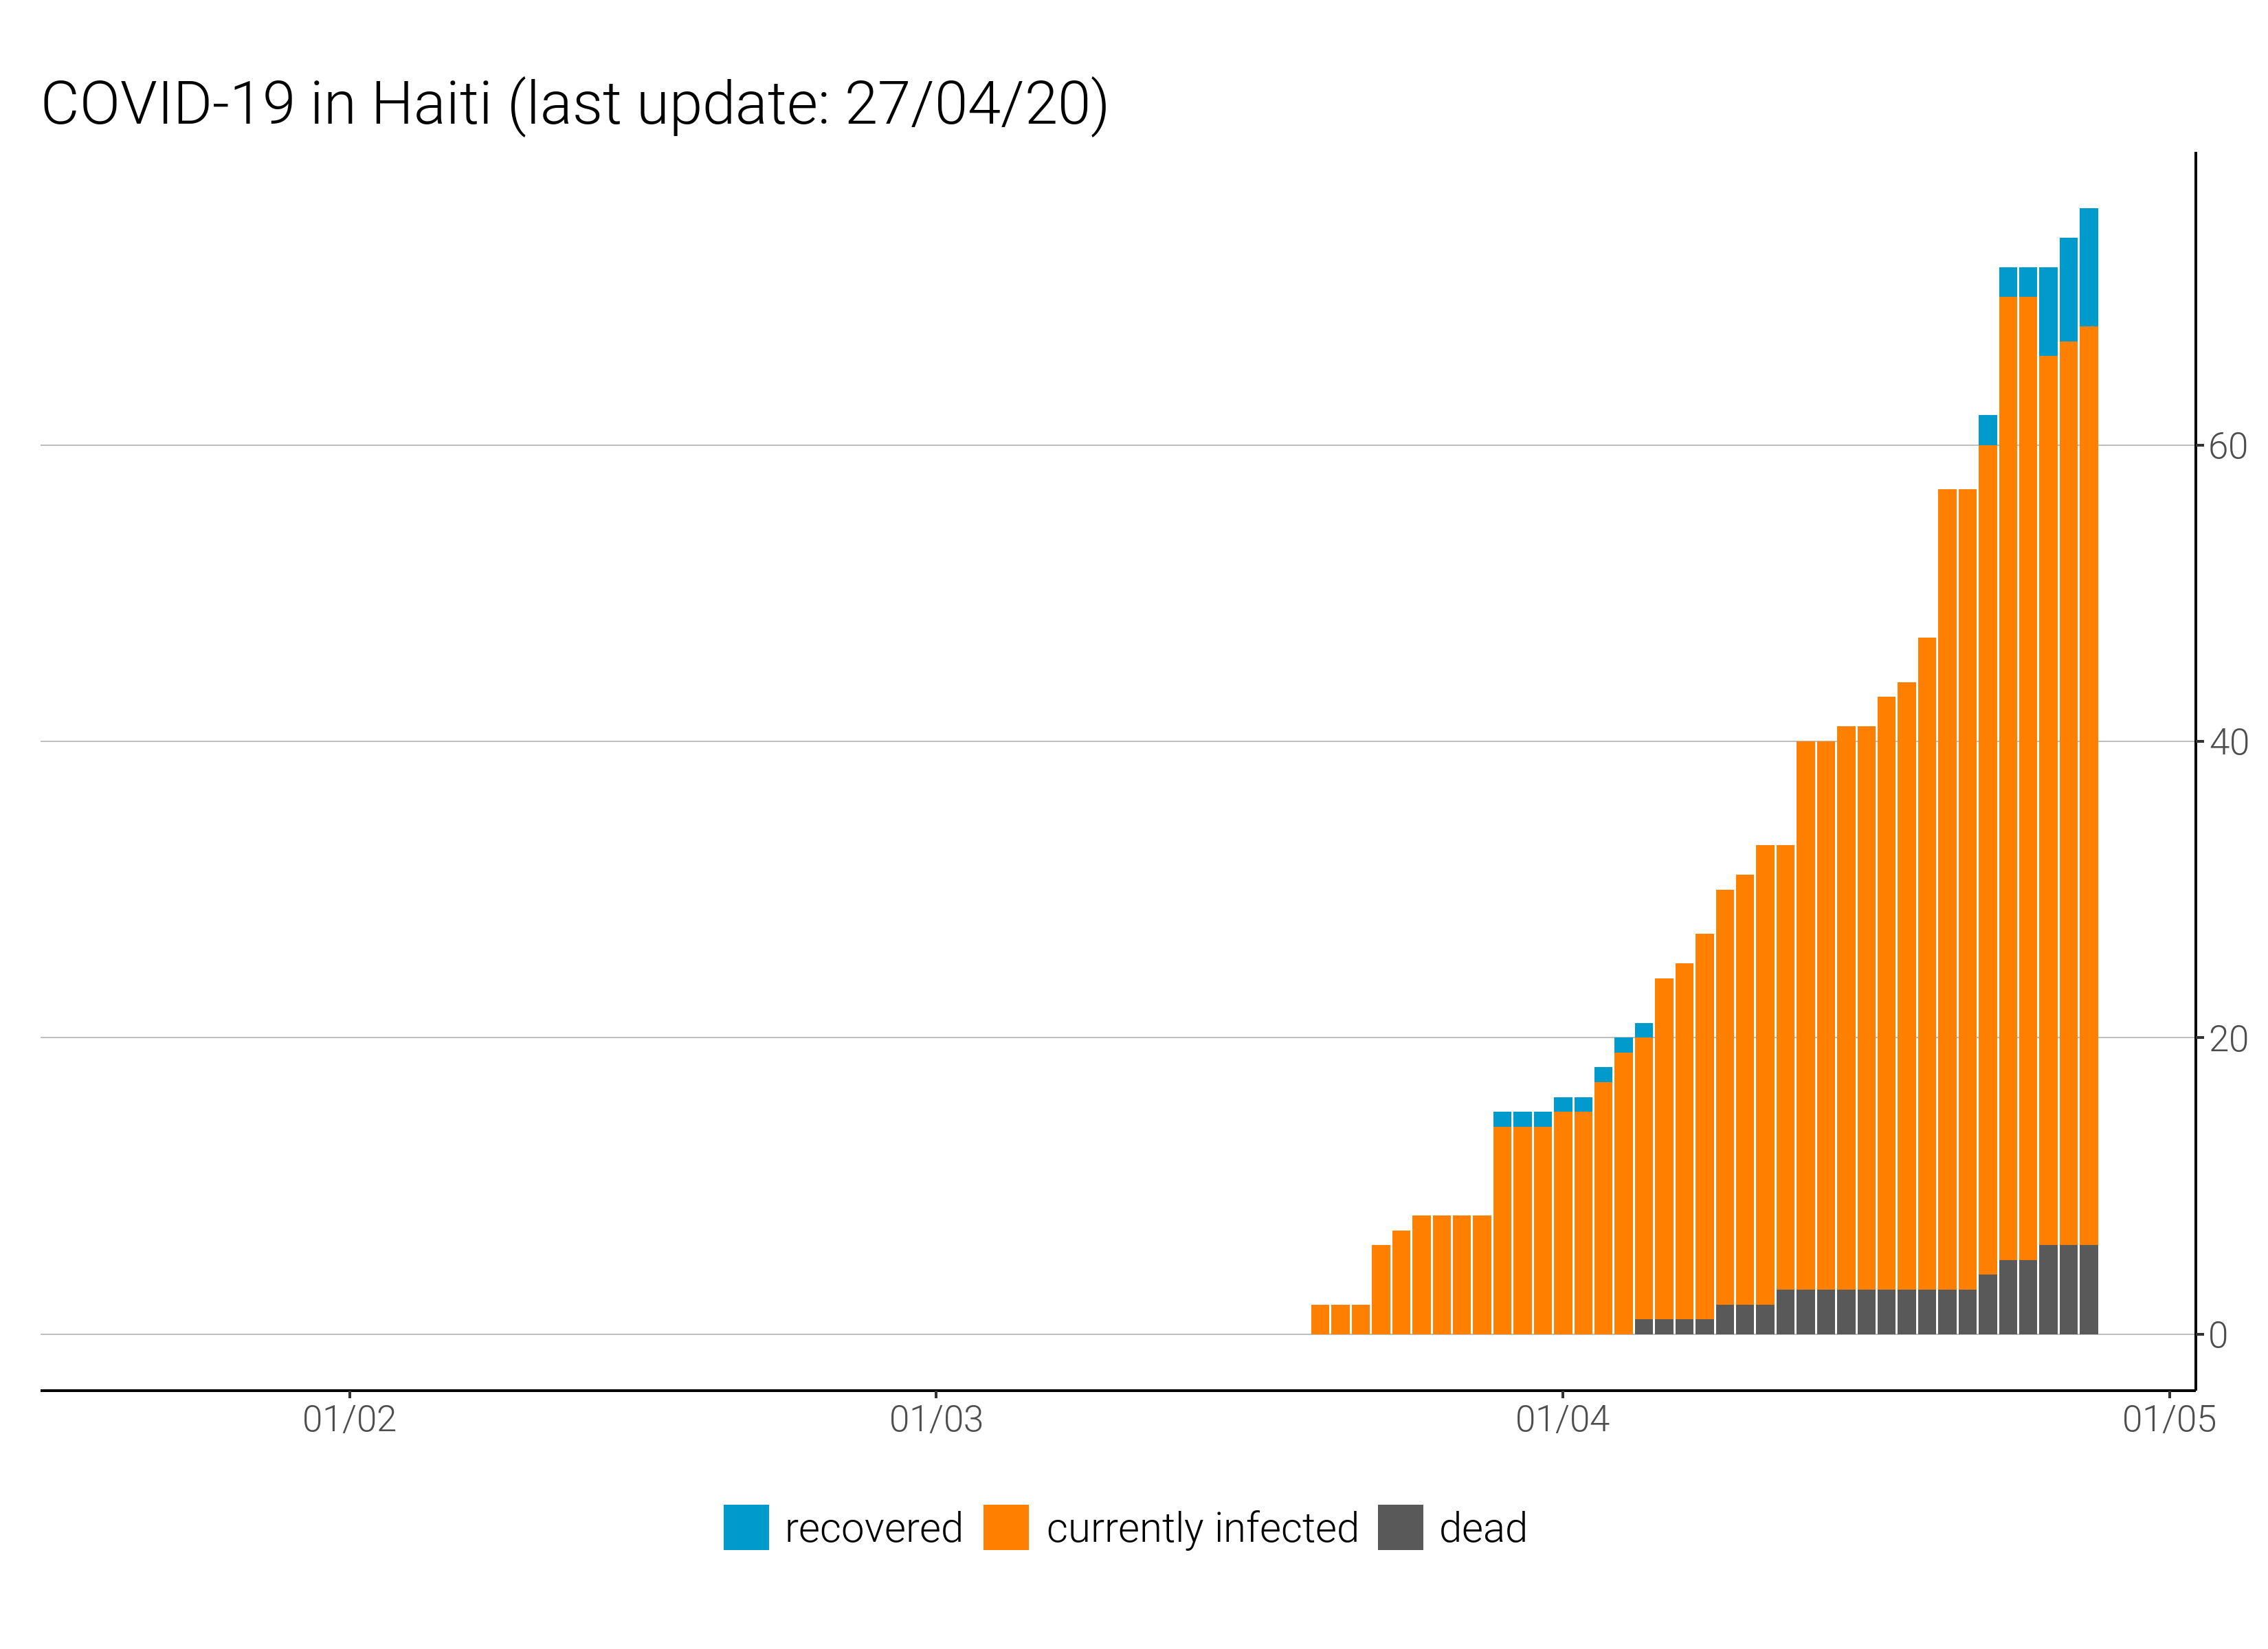 COVID-19 in Haiti (last update: 27/04/20)
60
40
20
0
01/02 01/03 01/04 01/05
recovered currently infected dead